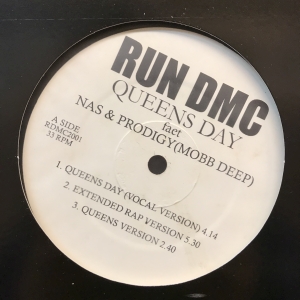 RUN DMC
QUEENS DAY
faet
NAS & PRODIGY(MOBB DEEP)
A SIDE
RDMC2001
33 RPM
1. QUEENS DAY (VOCAL VERSION) 4.14
2. EXTENDED RAP VERSION 5.30
3. QUEENS VERSION 2.40